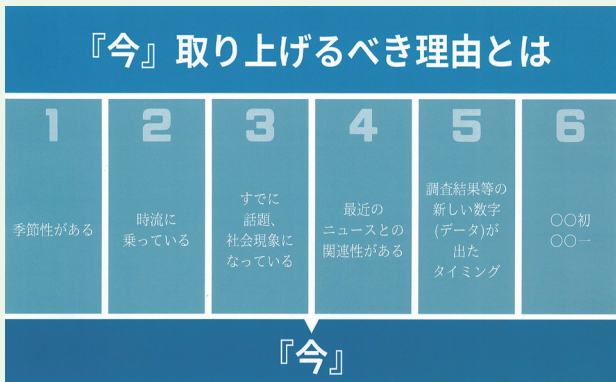 『今』取り上げるべき理由とは
1
季節性がある
2
時流に
乗っている
3
すでに
話題、
社会現象に
なっている
4
最近の
ニュースとの
関連性がある
5
調査結果等の
新しい数字
(データ)が
出た
タイミング
6
〇〇初
〇〇一
『今』